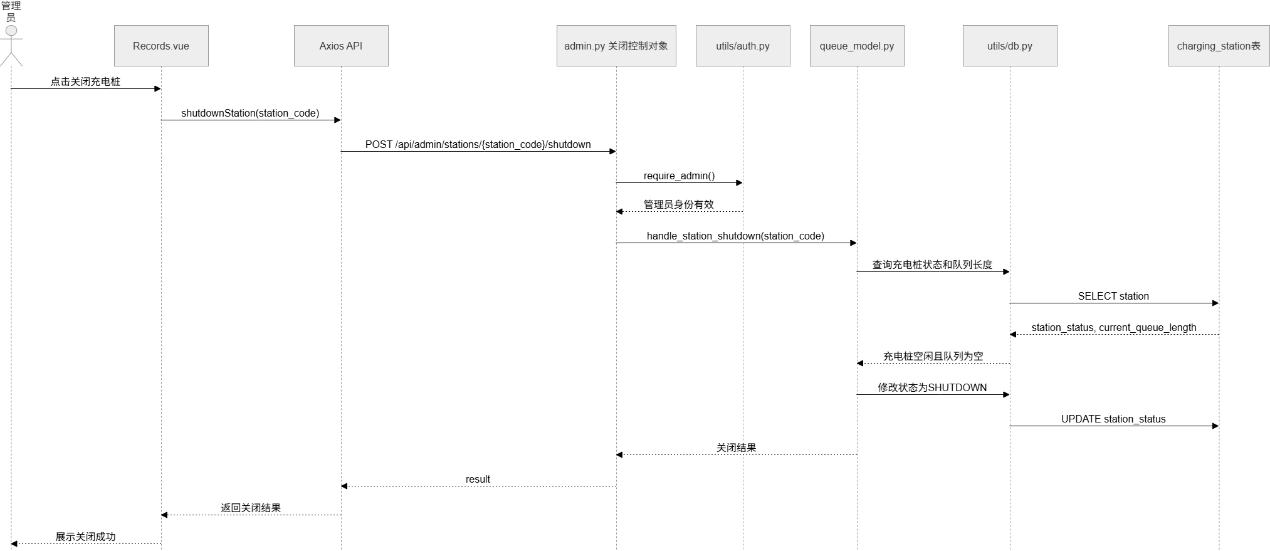 管理
员
Records.vue
Axios API
admin.py 关闭控制对象
utils/auth.py
queue_model.py
utils/db.py
charging_station表
点击关闭充电桩
shutdownStation(station_code)
POST /api/admin/stations/{station_code}/shutdown
require_admin()
管理员身份有效
handle_station_shutdown(station_code)
查询充电桩状态和队列长度
SELECT station
station_status, current_queue_length
充电桩空闲且队列为空
修改状态为SHUTDOWN
UPDATE station_status
关闭结果
result
返回关闭结果
展示关闭成功